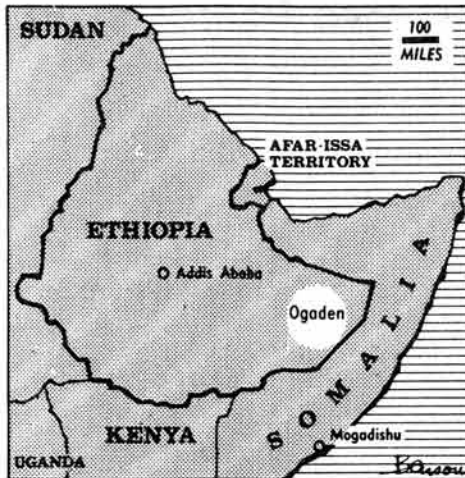 SUDAN
100
MILES
AFAR-ISSA
TERRITORY
ETHIOPIA
Addis Ababa
Ogaden
SOMALIA
KENYA
Mogadishu
UGANDA